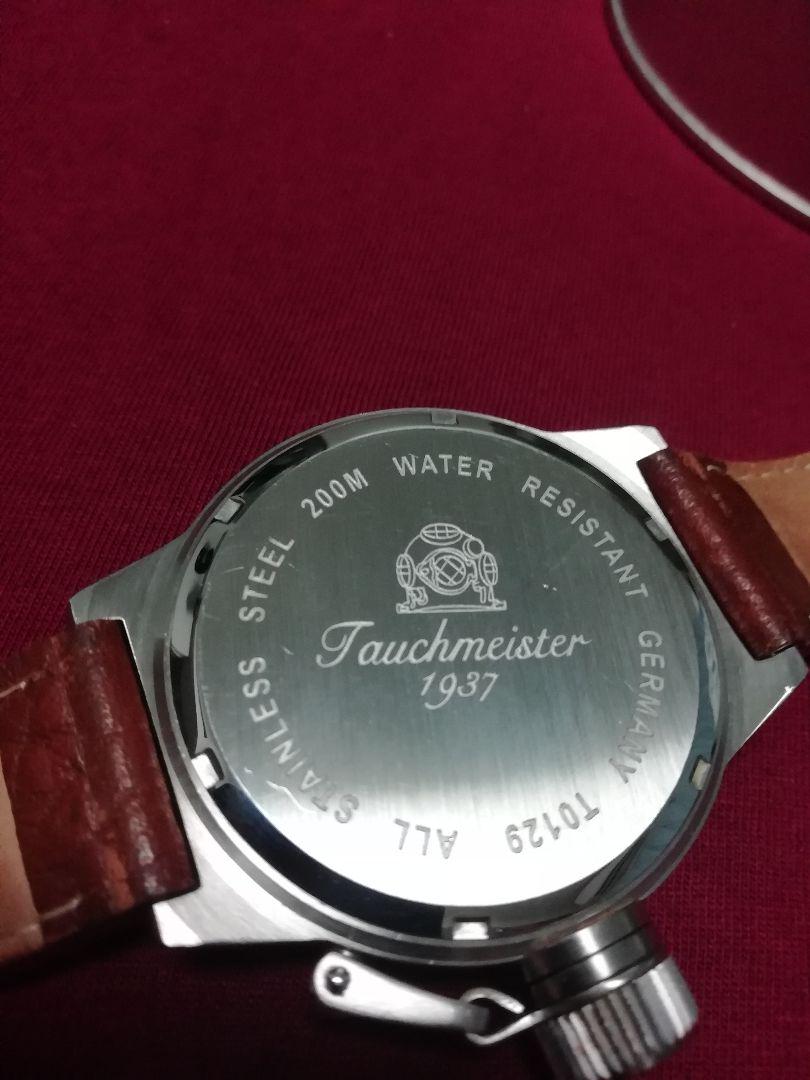 ALL STAINLESS STEEL 200M WATER RESISTANT GERMANY T0129
Tauchmeister
1937